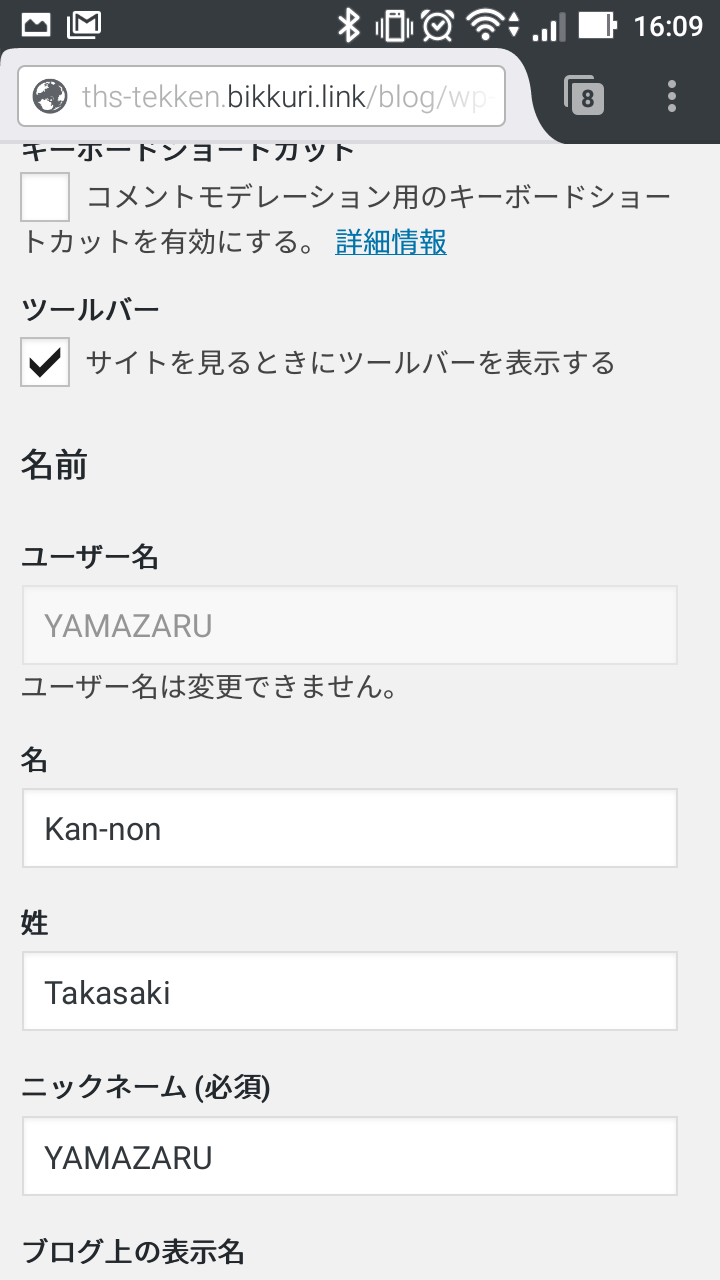 16:09
ths-tekken.bikkuri.link/blog/wp-
8
キーボードショートカット
コメントモデレーション用のキーボードショー
トカットを有効にする。 詳細情報
ツールバー
サイトを見るときにツールバーを表示する
名前
ユーザー名
YAMAZARU
ユーザー名は変更できません。
名
Kan-non
姓
Takasaki
ニックネーム (必須)
YAMAZARU
ブログ上の表示名